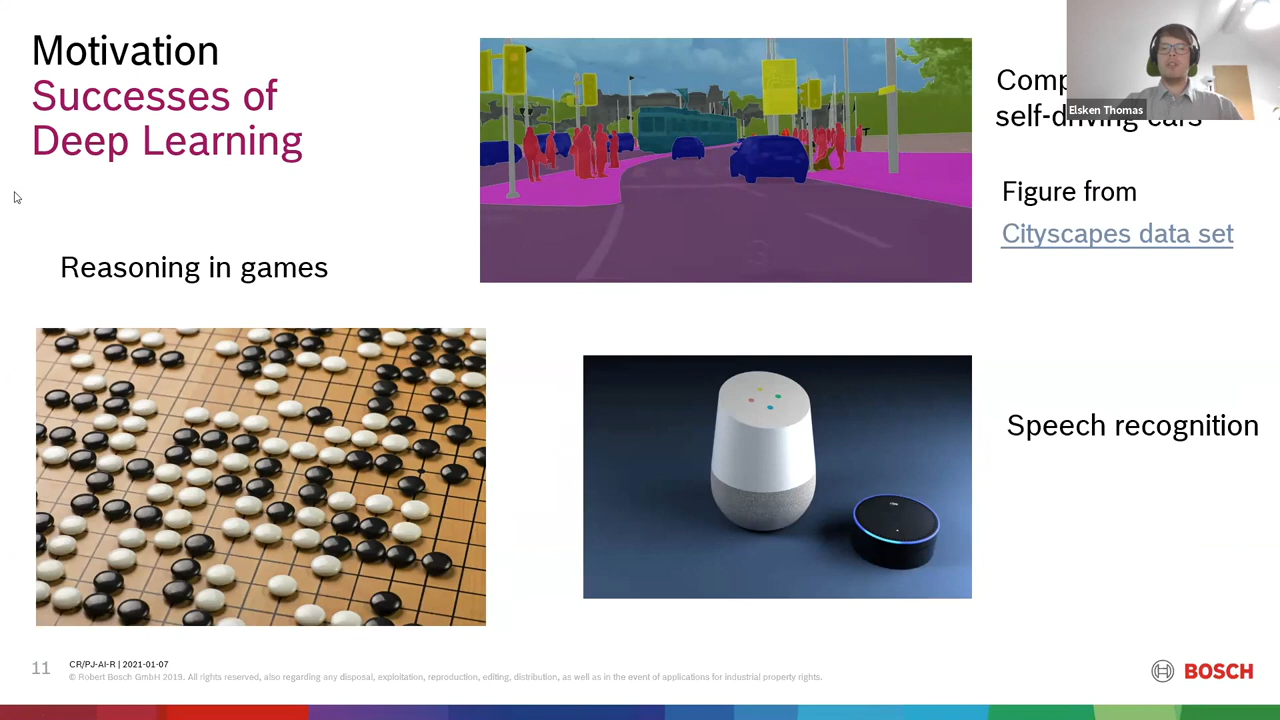 Motivation
Successes of
Deep Learning
Reasoning in games
Elsken Thomas
self-driving cars
Figure from
Cityscapes data set
Speech recognition
11
CR/PJ-AI-R | 2021-01-07
© Robert Bosch GmbH 2019. All rights reserved, also regarding any disposal, exploitation, reproduction, editing, distribution, as well as in the event of applications for industrial property rights.
BOSCH